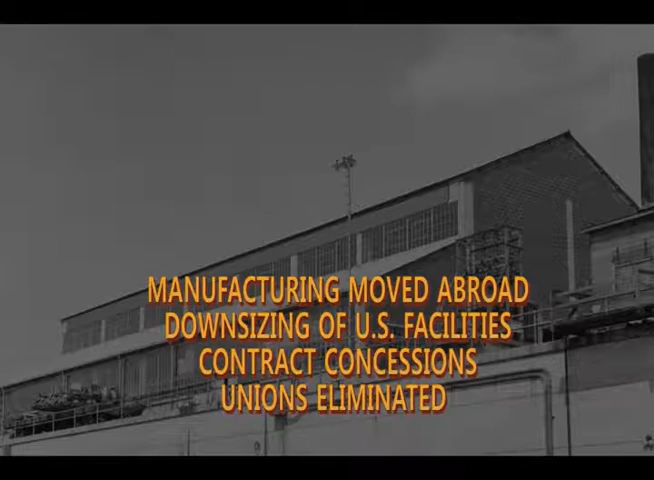 MANUFACTURING MOVED ABROAD
DOWNSIZING OF U.S. FACILITIES
CONTRACT CONCESSIONS
UNIONS ELIMINATED